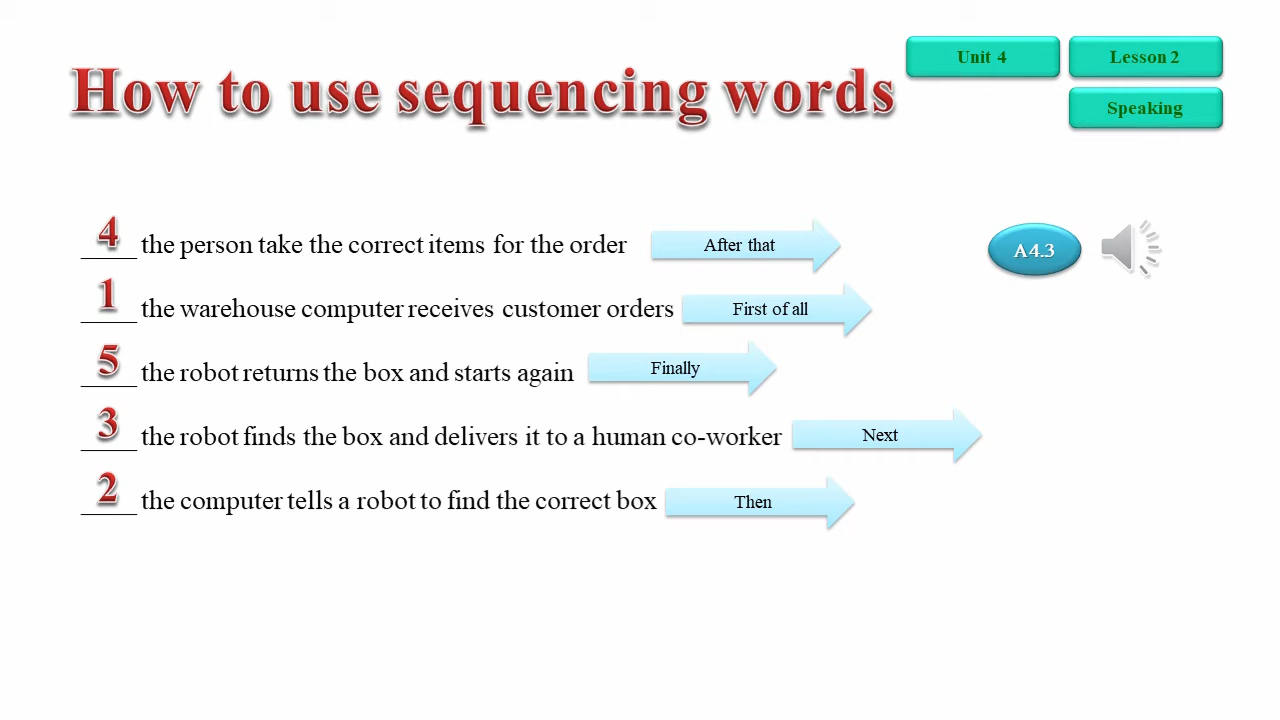 How to use sequencing words
Unit 4
Lesson 2
Speaking
4 the person take the correct items for the order
After that
A4.3
1 the warehouse computer receives customer orders
First of all
5 the robot returns the box and starts again
Finally
3 the robot finds the box and delivers it to a human co-worker
Next
2 the computer tells a robot to find the correct box
Then